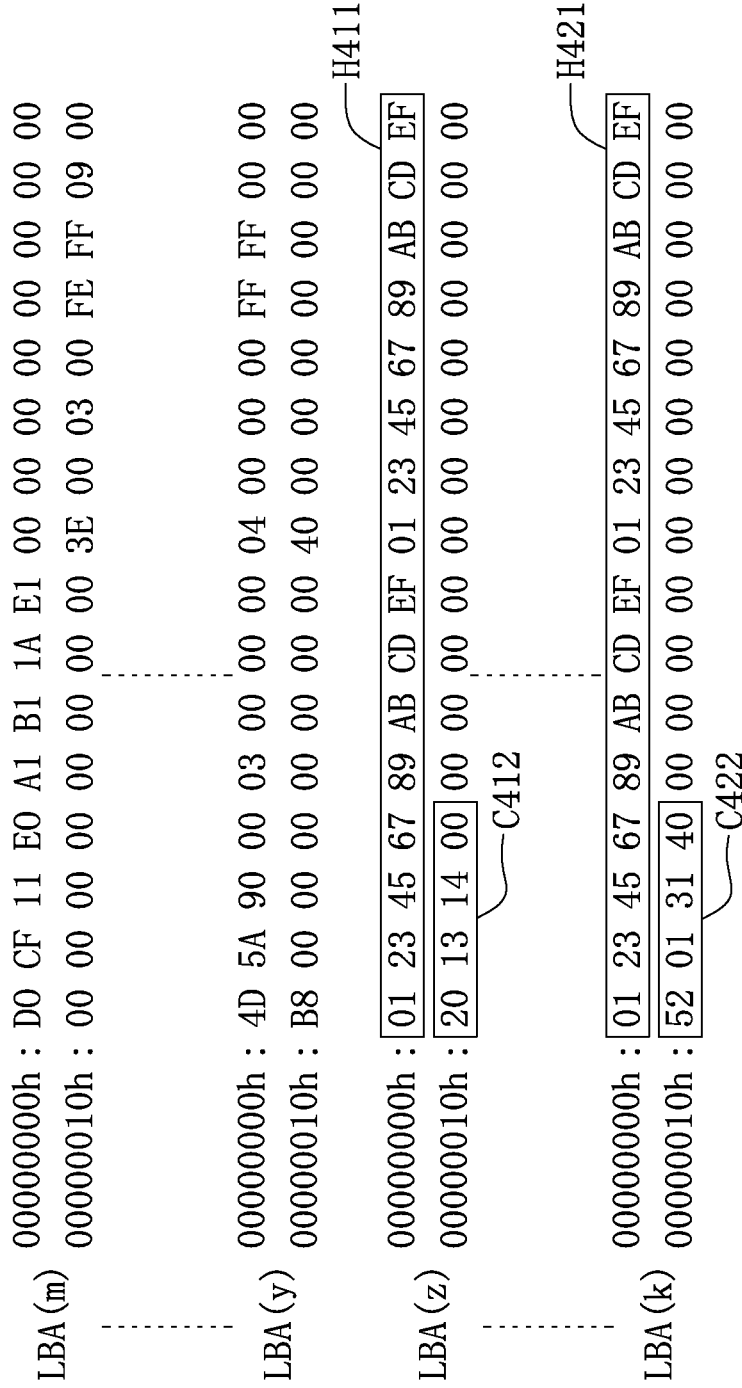 00000000h: D0 CF 11 E0 A1 B1 1A E1 00 00 00 00 00 00 00 00
LBA(m)
00000010h: 00 00 00 00 00 00 00 00 3E 00 03 00 FE FF 09 00
00000000h: 4D 5A 90 00 03 00 00 00 04 00 00 00 FF FF 00 00
LBA(y)
00000010h: B8 00 00 00 00 00 00 00 40 00 00 00 00 00 00 00
H411
00000000h: 01 23 45 67 89 AB CD EF 01 23 45 67 89 AB CD EF
LBA(z)
00000010h: 20 13 14 00 00 00 00 00 00 00 00 00 00 00 00 00
C412
H421
00000000h: 01 23 45 67 89 AB CD EF 01 23 45 67 89 AB CD EF
LBA(k)
00000010h: 52 01 31 40 00 00 00 00 00 00 00 00 00 00 00 00
C422